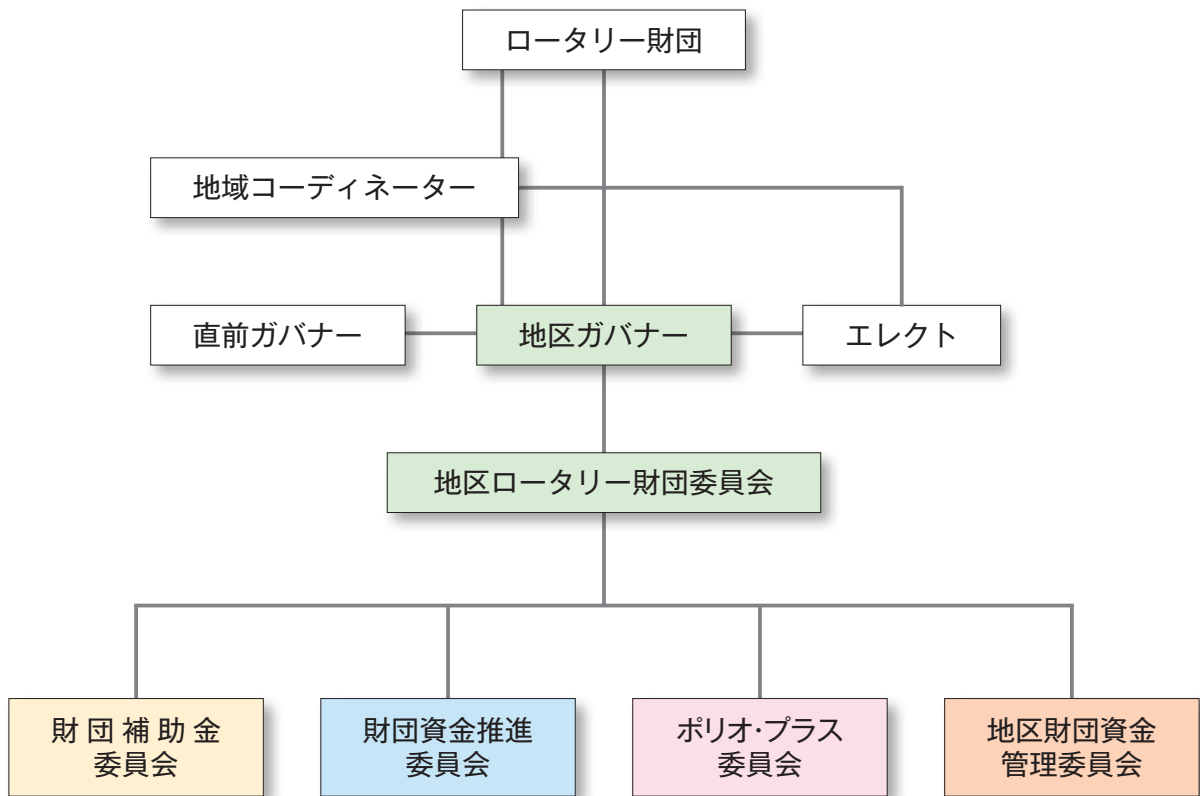 ロータリー財団
地域コーディネーター
直前ガバナー
地区ガバナー
エレクト
地区ロータリー財団委員会
財団補助金
委員会
財団資金推進
委員会
ポリオ・プラス
委員会
地区財団資金
管理委員会